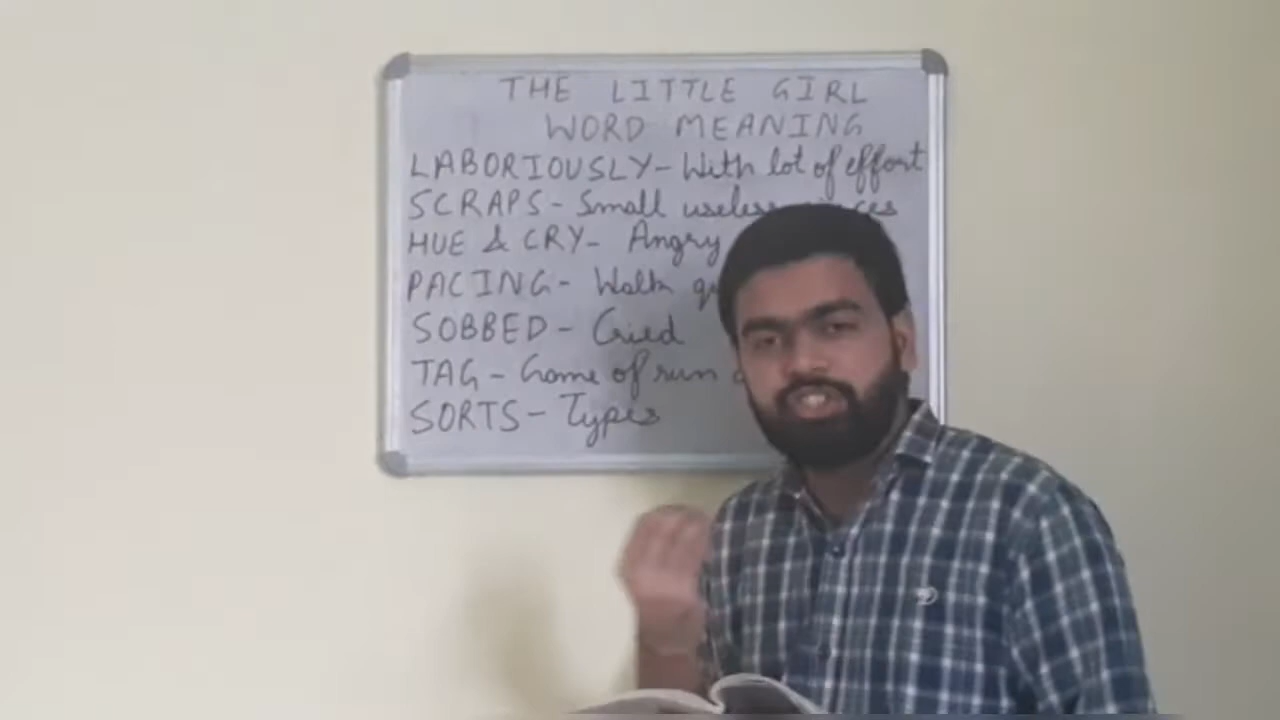 THE LITTLE GIRL
WORD MEANING
LABORIOUSLY - With lot of effort
SCRAPS - Small useless
HUE & CRY - Angry
PACING - Walk
SOBBED - Cried
TAG - Game of run
SORTS - Types